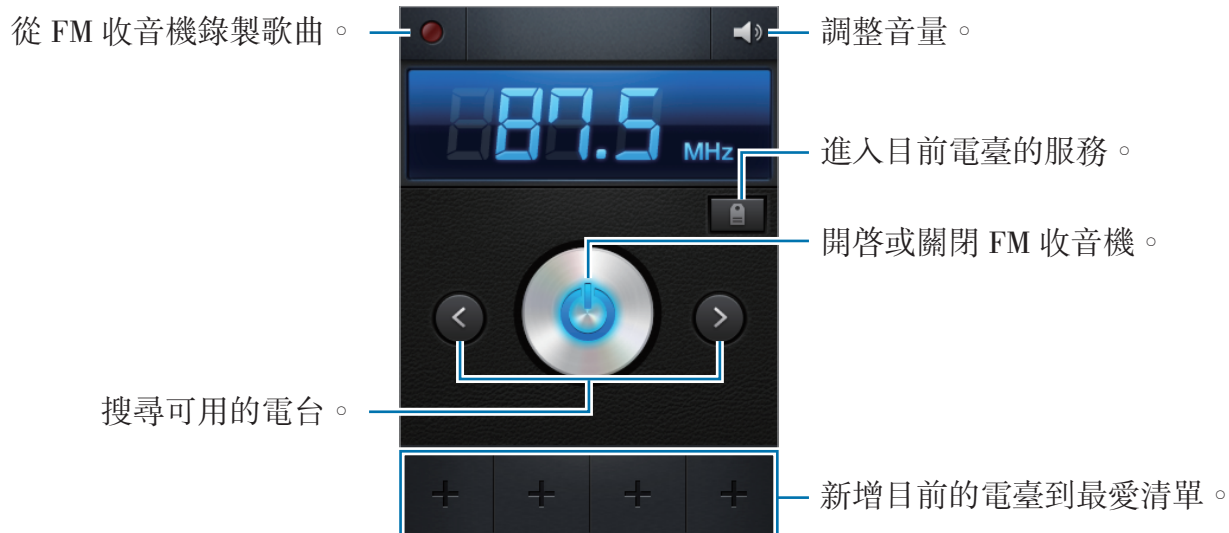 從 FM 收音機錄製歌曲。
調整音量。
87.5 MHz
進入目前電臺的服務。
開啓或關閉 FM 收音機。
搜尋可用的電台。
新增目前的電臺到最愛清單。